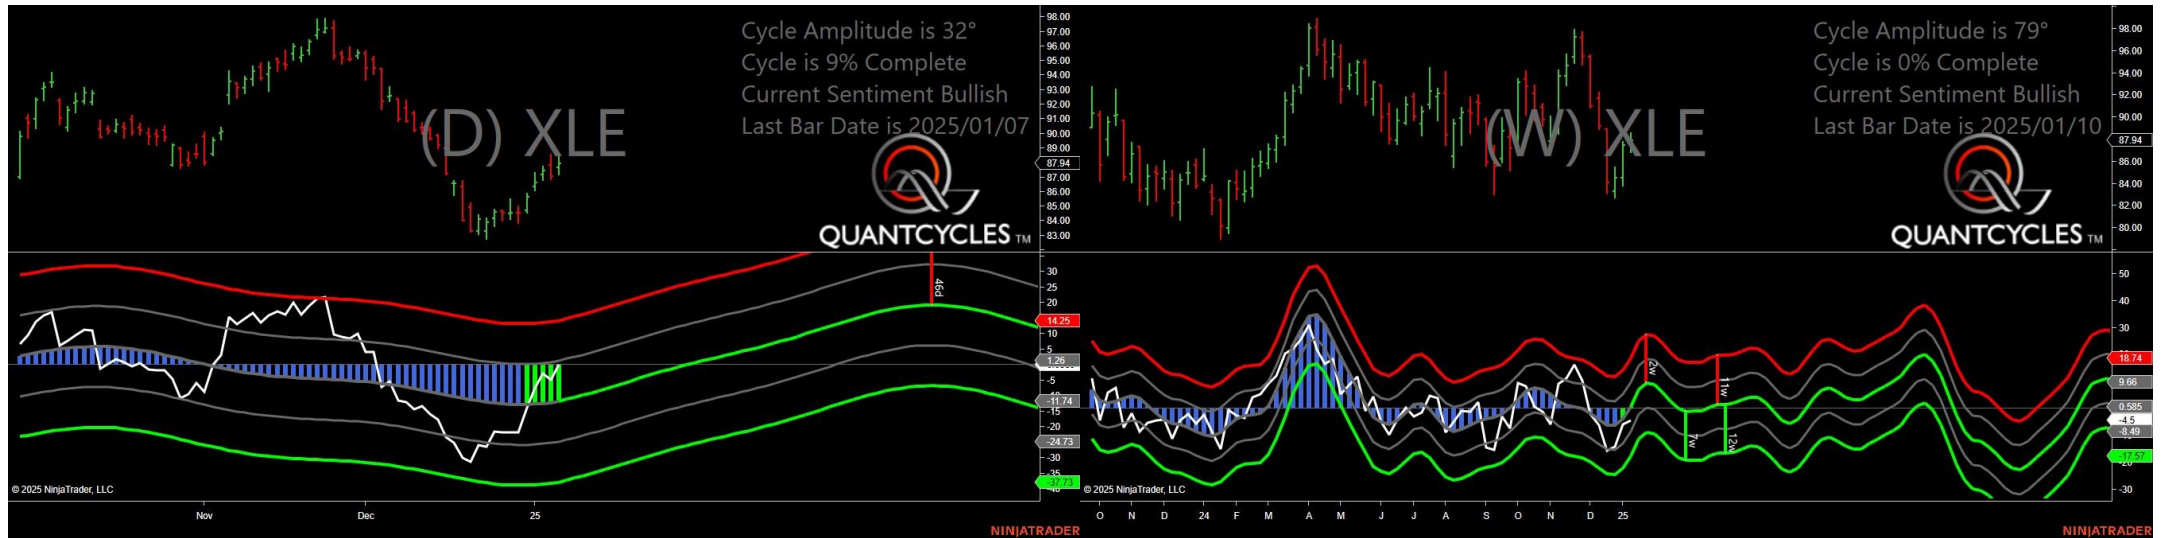 Cycle Amplitude is 32°
Cycle is 9% Complete
Current Sentiment Bullish
Last Bar Date is 2025/01/07
(D) XLE
QUANTCYCLES TM
98.00
97.00
96.00
95.00
94.00
93.00
92.00
91.00
90.00
89.00
87.94
87.00
86.00
85.00
84.00
83.00
46d
30
25
20
14.25
10
5
1.26
-5
-11.74
-15
-20
-24.73
-30
-35
-37.73
© 2025 NinjaTrader, LLC
Nov Dec 25
NINJATRADER
Cycle Amplitude is 79°
Cycle is 0% Complete
Current Sentiment Bullish
Last Bar Date is 2025/01/10
(W) XLE
QUANTCYCLES TM
98.00
96.00
94.00
92.00
90.00
87.94
86.00
84.00
82.00
80.00
2w
11w
7w
12w
50
40
30
18.74
9.66
0.585
-4.5
-8.49
-17.57
-30
© 2025 NinjaTrader, LLC
O N D 24 F M A M J J A S O N D 25
NINJATRADER